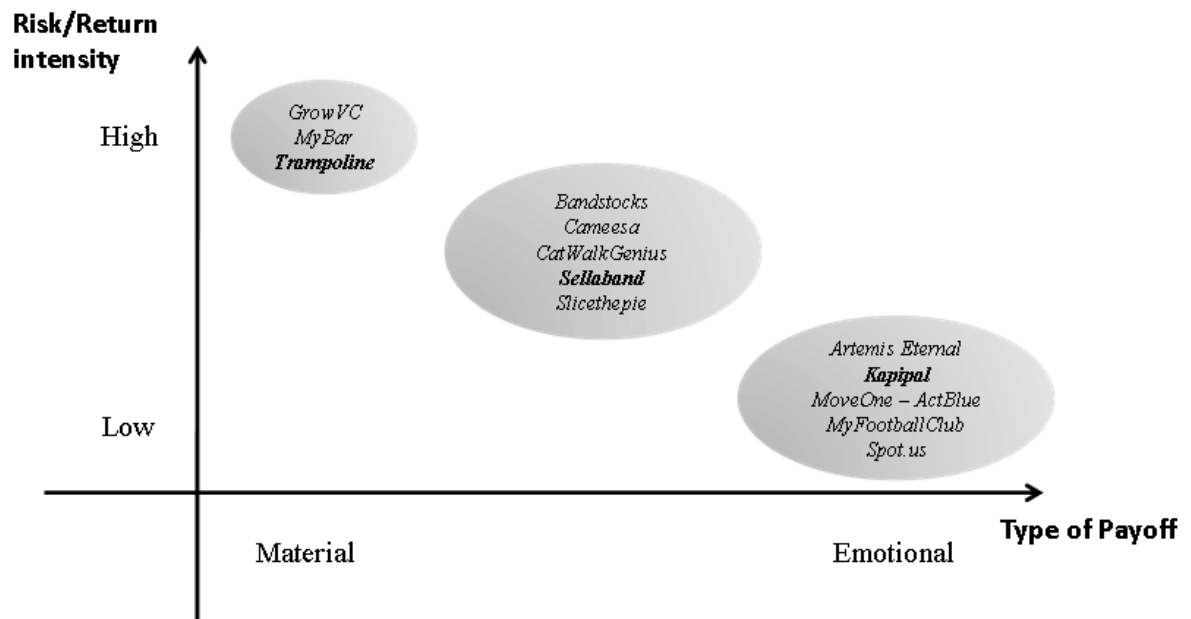 Risk/Return
intensity
High
GrowVC
MyBar
Trampoline
Bandstocks
Cameesa
CatWalkGenius
Sellaband
Slicethepie
Artemis Eternal
Kapipal
MoveOne – ActBlue
MyFootballClub
Spot.us
Low
Type of Payoff
Material
Emotional